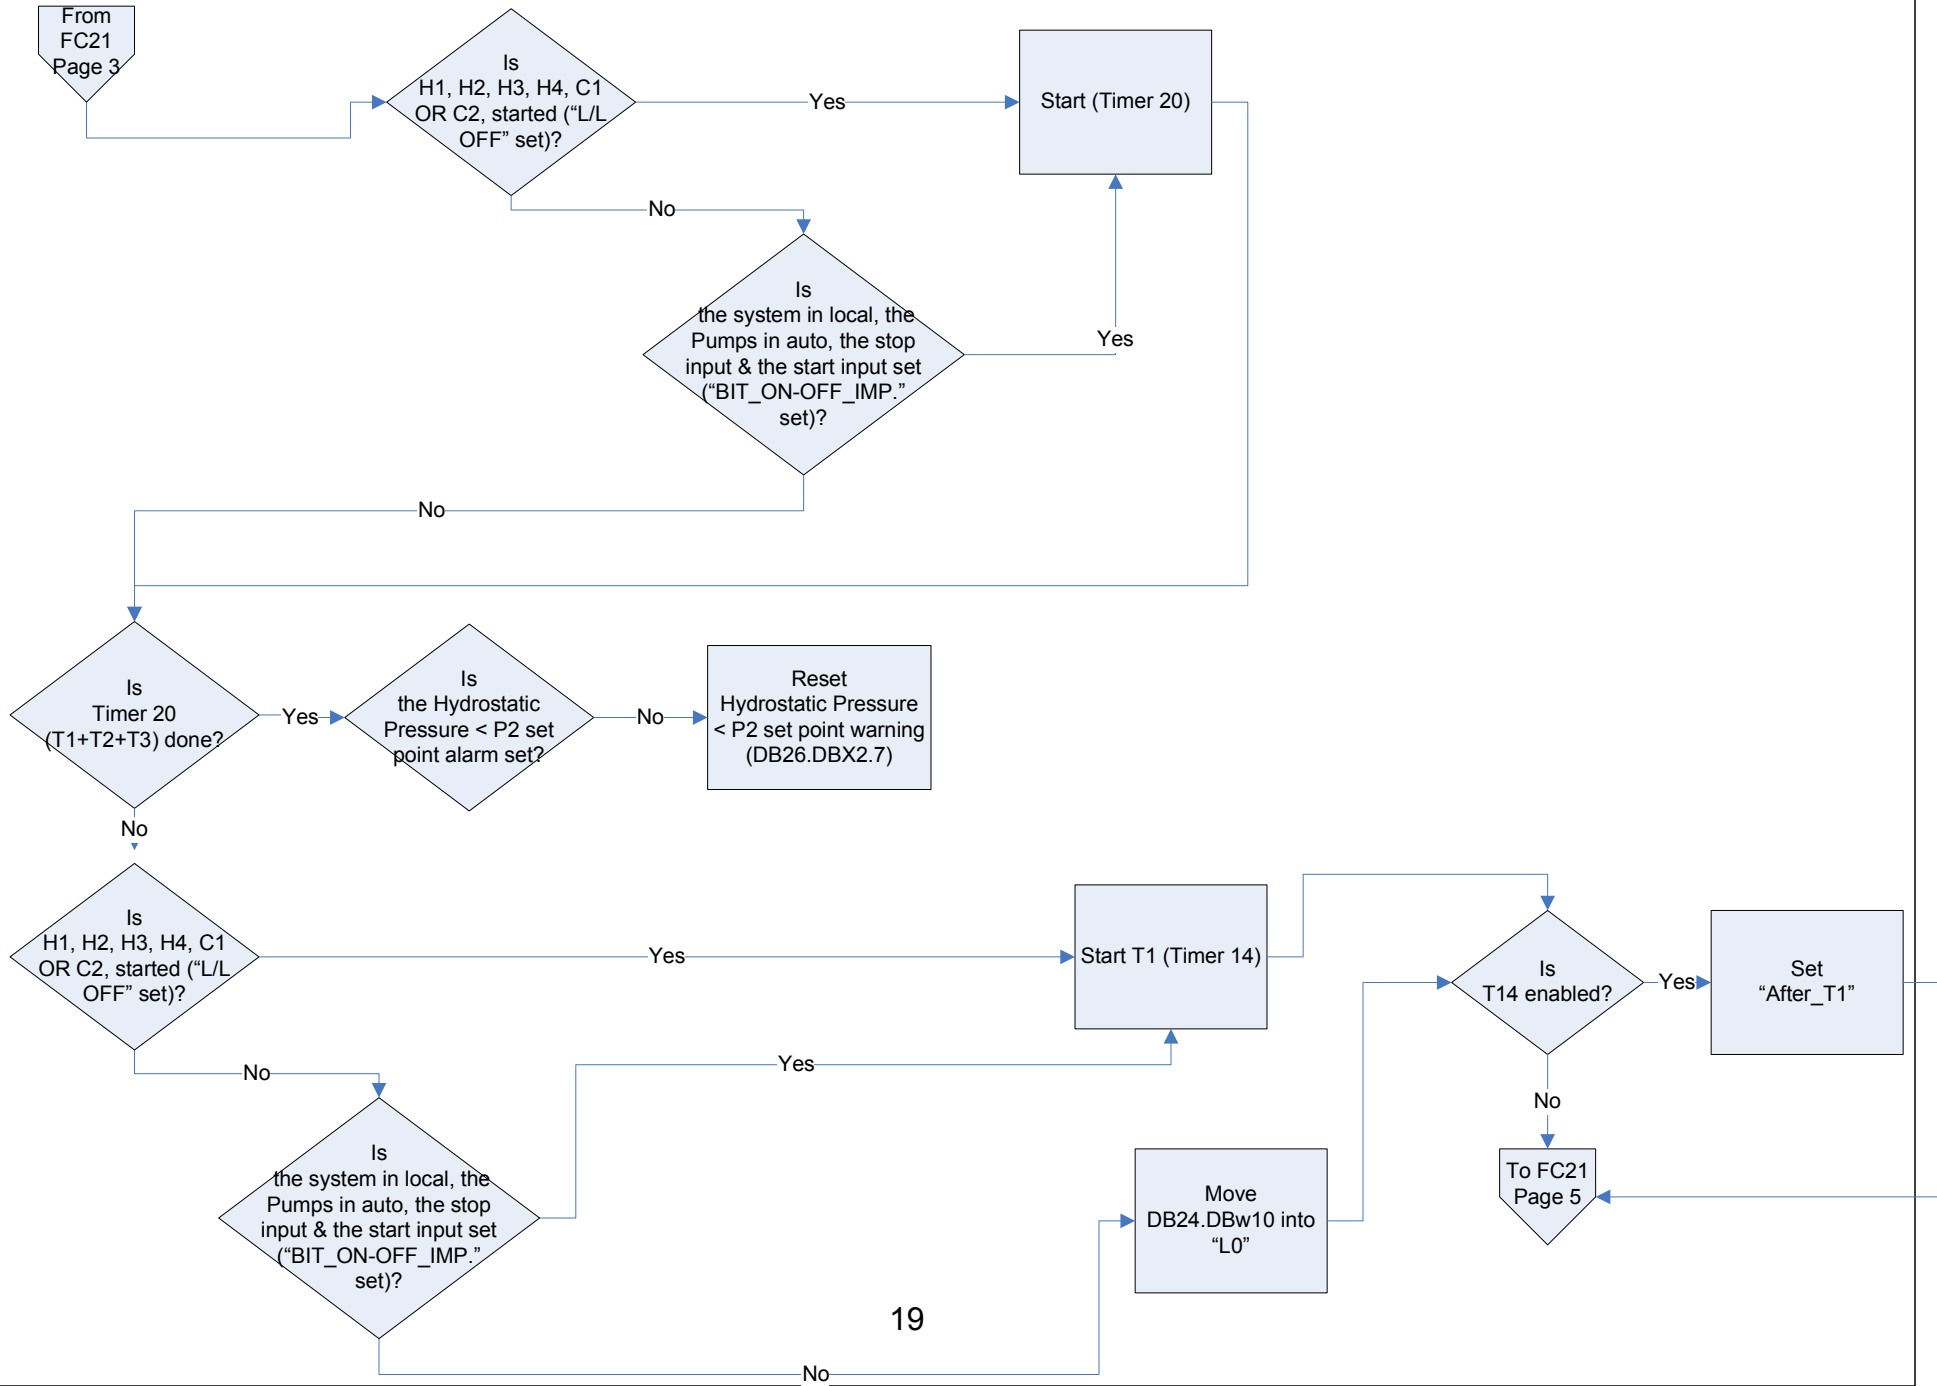 From
FC21
Page 3
Is
H1, H2, H3, H4, C1
OR C2, started (“L/L
OFF” set)?
Yes
Start (Timer 20)
No
Is
the system in local, the
Pumps in auto, the stop
input & the start input set
(“BIT_ON-OFF_IMP.”
set)?
Yes
No
Is
Timer 20
(T1+T2+T3) done?
Yes
Is
the Hydrostatic
Pressure < P2 set
point alarm set?
No
Reset
Hydrostatic Pressure
< P2 set point warning
(DB26.DBX2.7)
No
Is
H1, H2, H3, H4, C1
OR C2, started (“L/L
OFF” set)?
Yes
Start T1 (Timer 14)
Is
T14 enabled?
Yes
Set
“After_T1”
No
Is
the system in local, the
Pumps in auto, the stop
input & the start input set
(“BIT_ON-OFF_IMP.”
set)?
Yes
No
Move
DB24.DBw10 into
“L0”
No
To FC21
Page 5
19